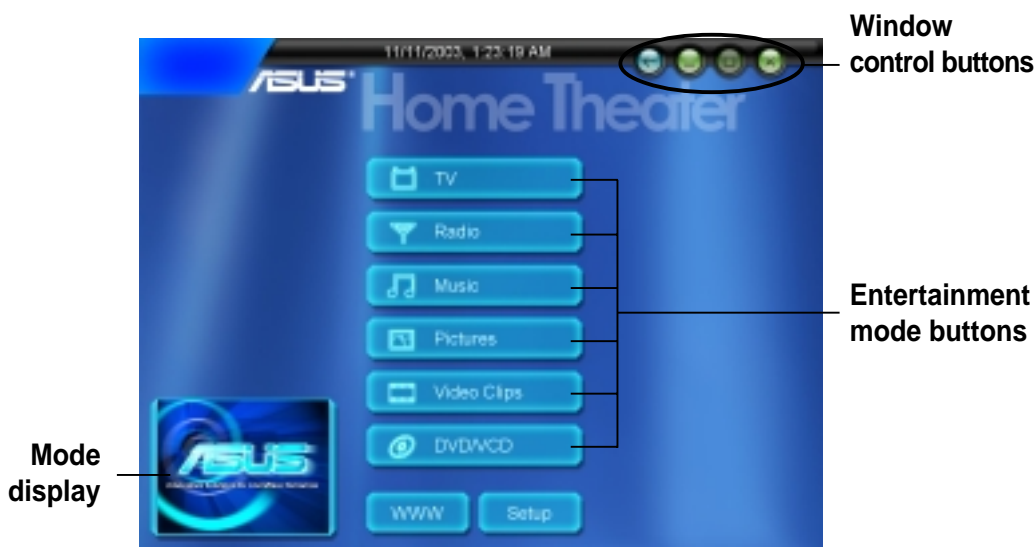 Window
control buttons
11/11/2003, 1:23:19 AM
ASUS
Home Theater
TV
Radio
Music
Pictures
Video Clips
DVD/VCD
Entertainment
mode buttons
Mode
display
ASUS
WWW
Setup